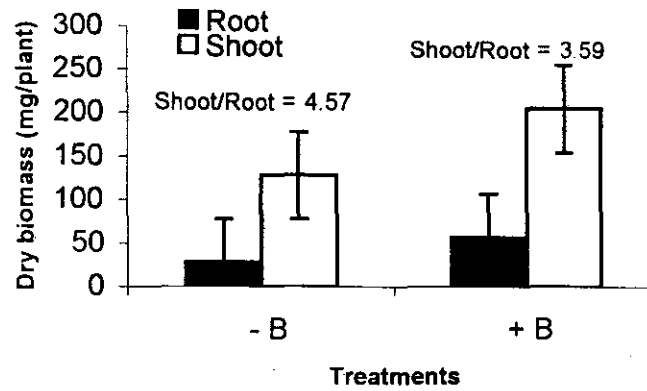 Root
Shoot
Shoot/Root = 4.57
Shoot/Root = 3.59
Dry biomass (mg/plant)
300
250
200
150
100
50
0
- B
+ B
Treatments